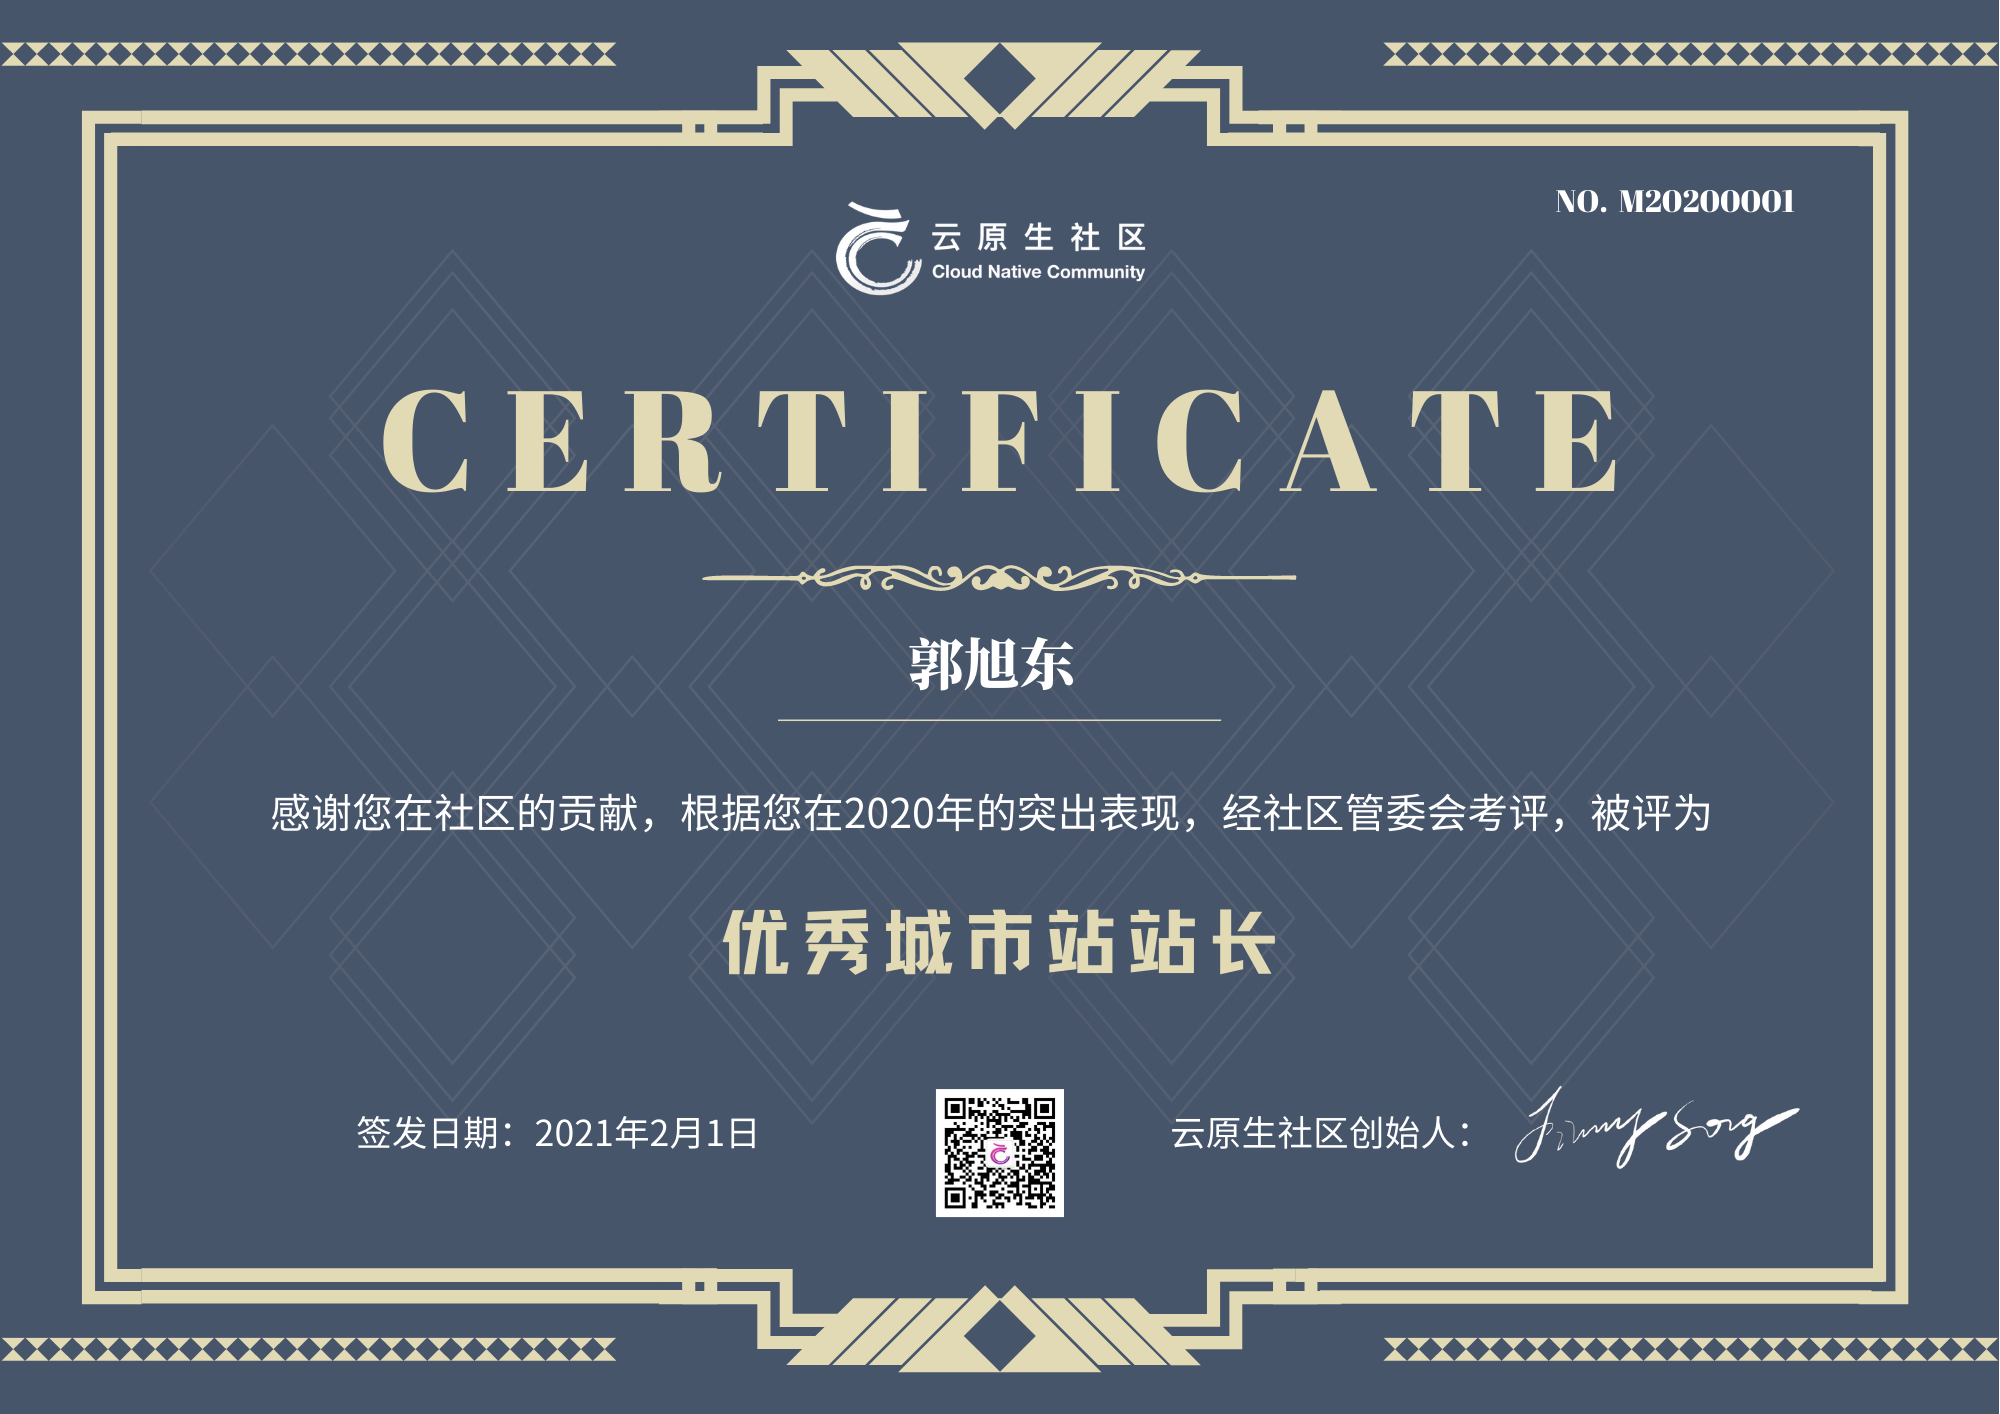 NO. M20200001
云原生社区
Cloud Native Community
CERTIFICATE
郭旭东
感谢您在社区的贡献，根据您在2020年的突出表现，经社区管委会考评，被评为
优秀城市站站长
签发日期：2021年2月1日
云原生社区创始人：
Jimmy Song